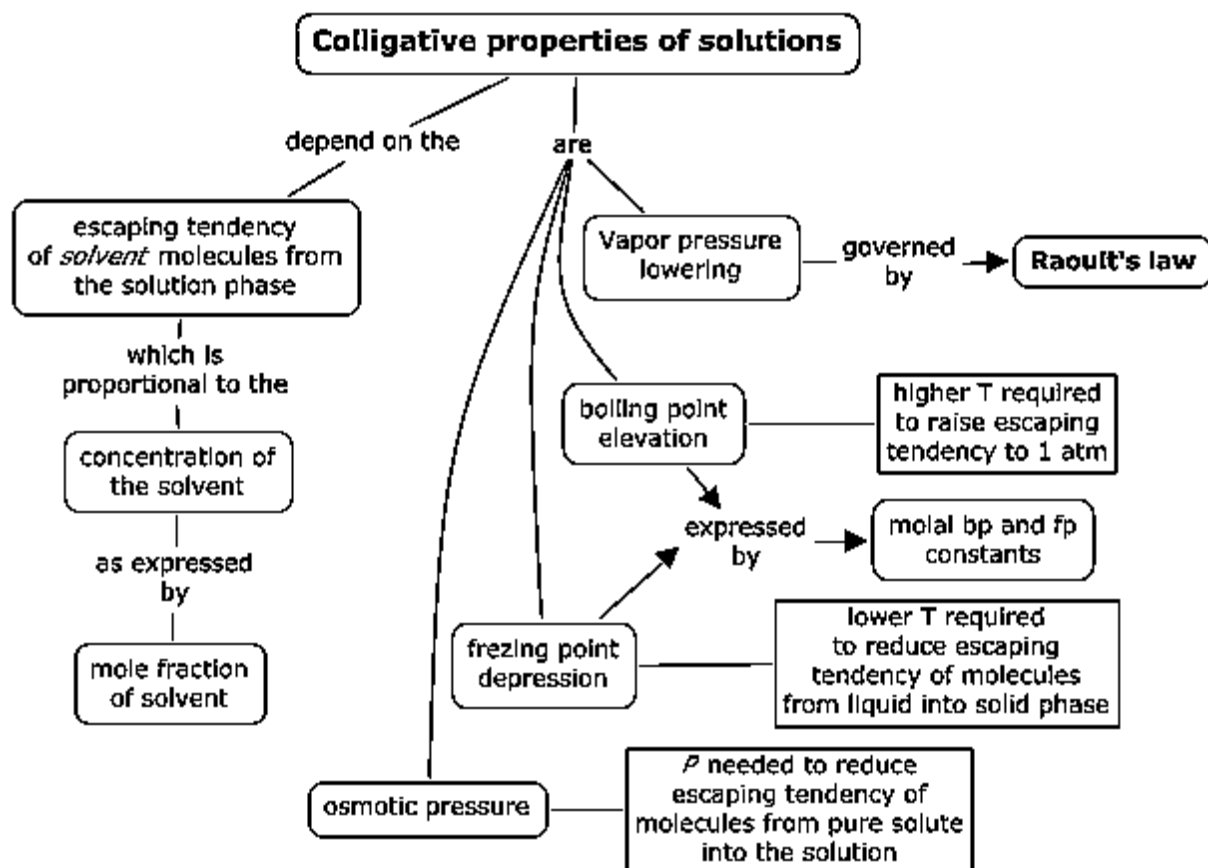 Colligative properties of solutions
depend on the
are
escaping tendency
of solvent molecules from
the solution phase
Vapor pressure
lowering
governed
by
Raoult's law
which is
proportional to the
boiling point
elevation
higher T required
to raise escaping
tendency to 1 atm
concentration of
the solvent
expressed
by
molal bp and fp
constants
as expressed
by
mole fraction
of solvent
frezing point
depression
lower T required
to reduce escaping
tendency of molecules
from liquid into solid phase
osmotic pressure
P needed to reduce
escaping tendency of
molecules from pure solute
into the solution